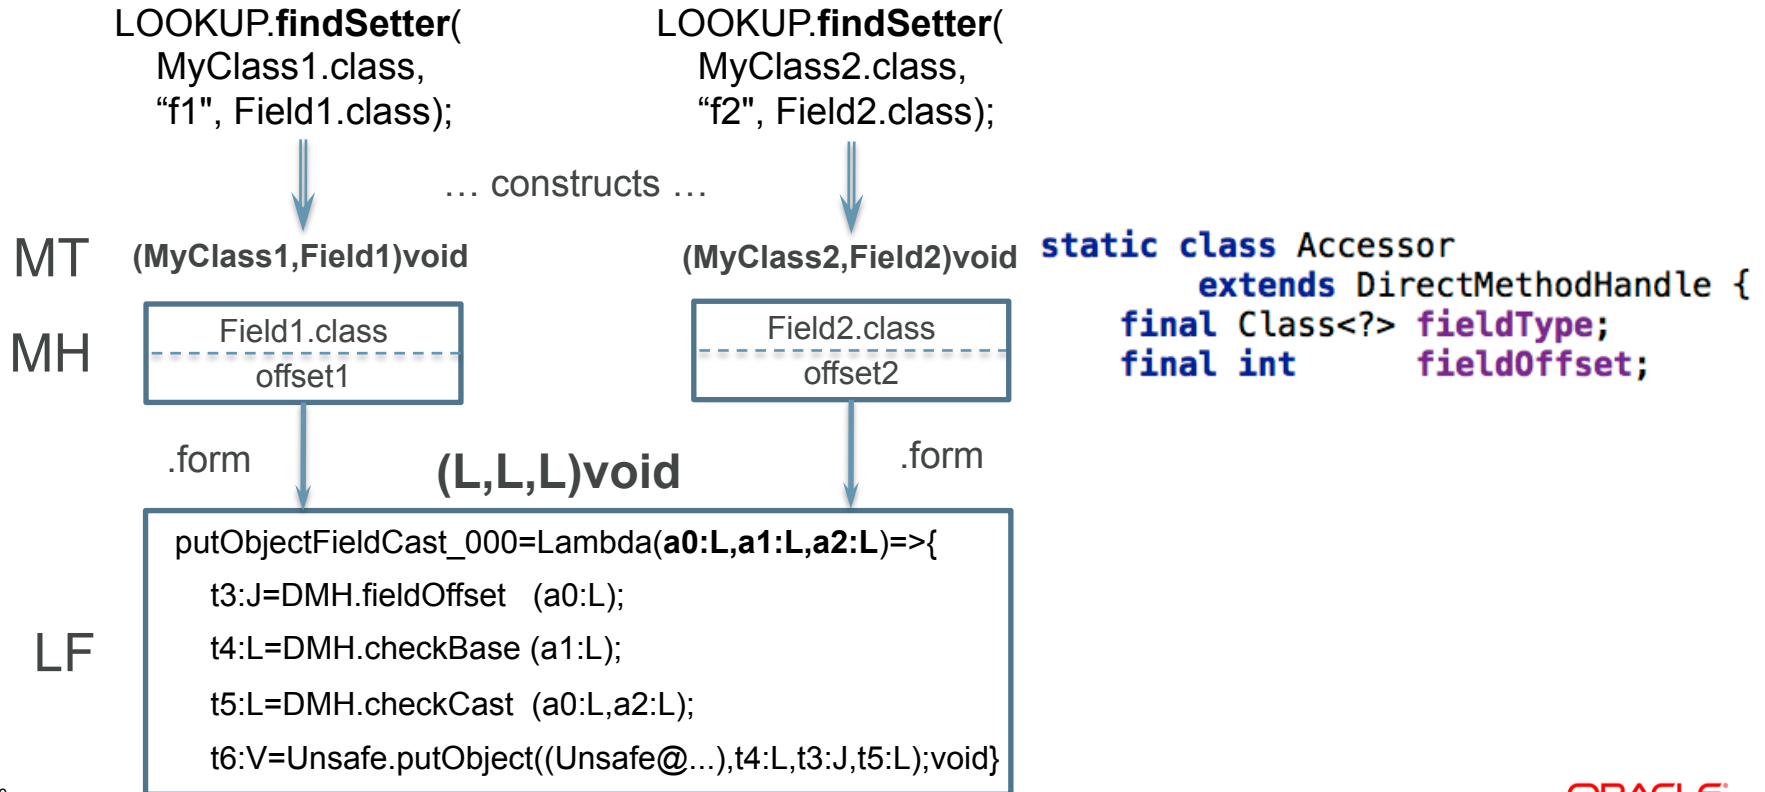 LOOKUP.findSetter(
MyClass1.class,
“f1", Field1.class);
LOOKUP.findSetter(
MyClass2.class,
“f2", Field2.class);
… constructs …
MT
(MyClass1,Field1)void
(MyClass2,Field2)void
MH
Field1.class
offset1
Field2.class
offset2
static class Accessor
extends DirectMethodHandle {
final Class<?> fieldType;
final int fieldOffset;
.form
(L,L,L)void
.form
LF
putObjectFieldCast_000=Lambda(a0:L,a1:L,a2:L)=>{
t3:J=DMH.fieldOffset (a0:L);
t4:L=DMH.checkBase (a1:L);
t5:L=DMH.checkCast (a0:L,a2:L);
t6:V=Unsafe.putObject((Unsafe@...),t4:L,t3:J,t5:L);void}
ORACLE